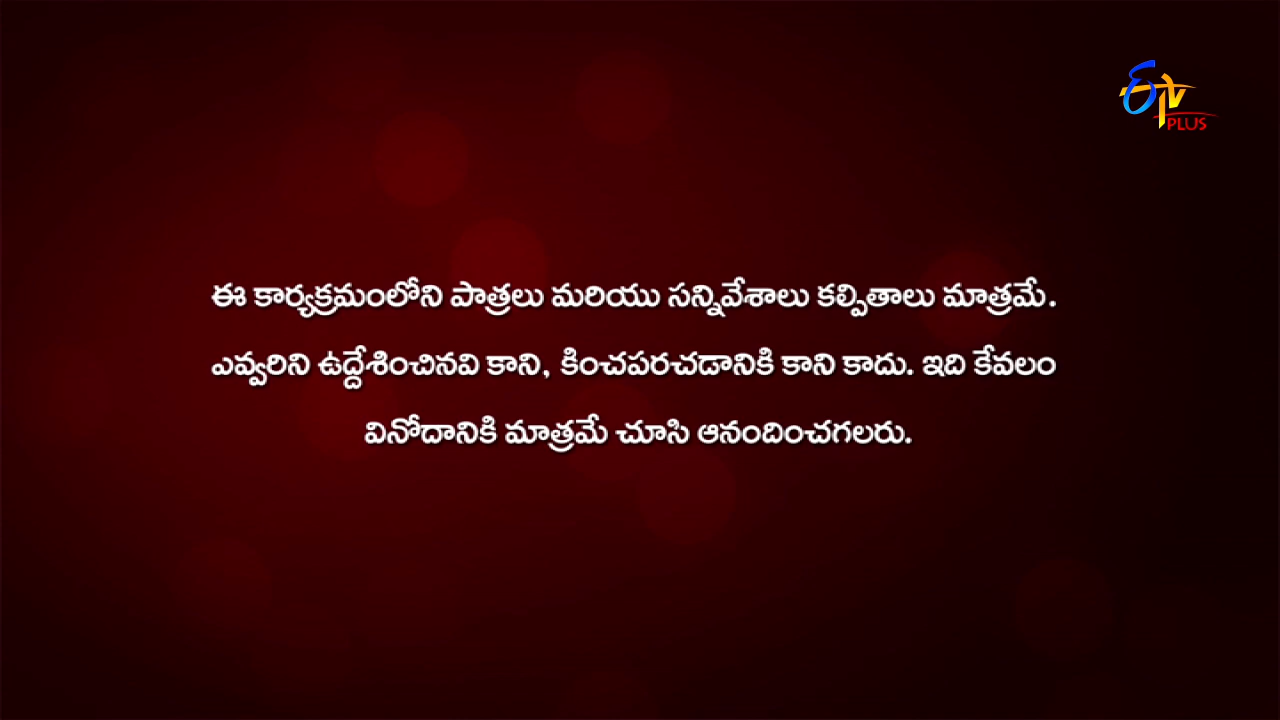 ETV
PLUS
ఈ కార్యక్రమంలోని పాత్రలు మరియు సన్నివేశాలు కల్పితాలు మాత్రమే.
ఎవ్వరిని ఉద్దేశించినవి కాని, కించపరచడానికి కాని కాదు. ఇది కేవలం
వినోదానికి మాత్రమే చూసి ఆనందించగలరు.